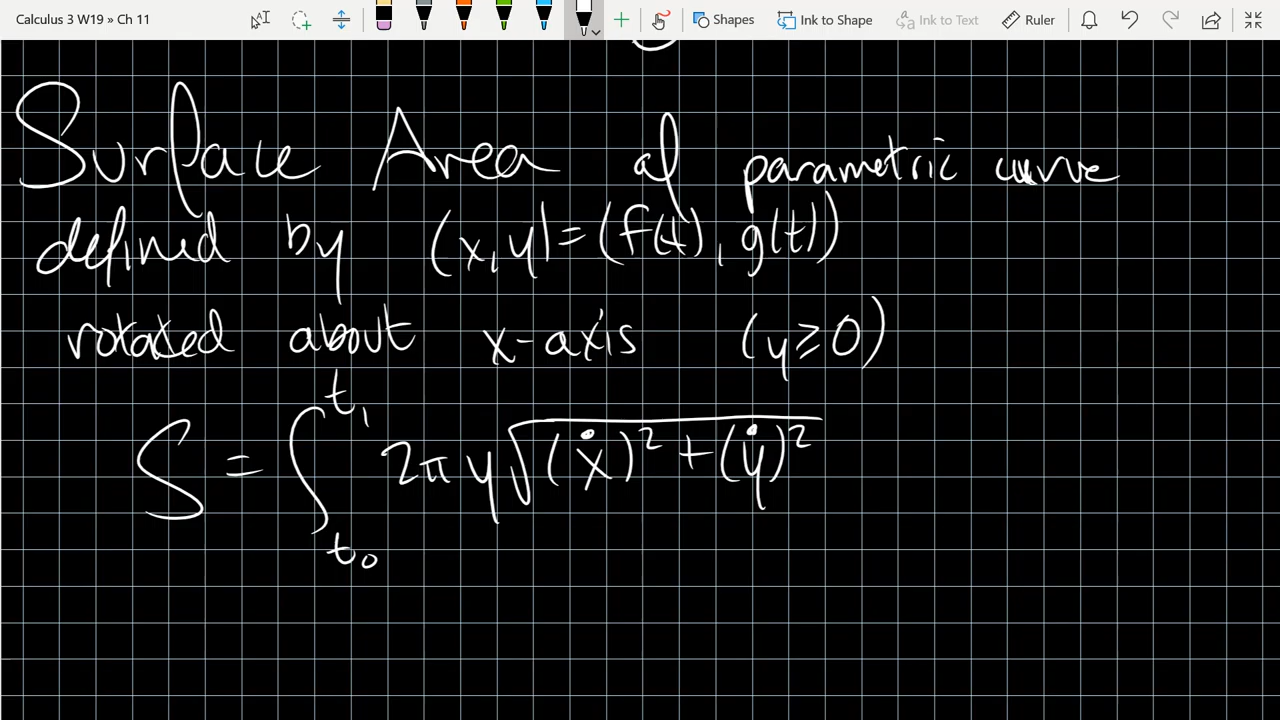 Calculus 3 W19 » Ch 11
Shapes
Ink to Shape
Ink to Text
Ruler
Surface Area of parametric curve
defined by (x, y) = (f(t), g(t))
rotated about x-axis (y ≥ 0)
S = ∫_{t₀}^{t₁} 2π y √((ẋ)² + (ẏ)²)